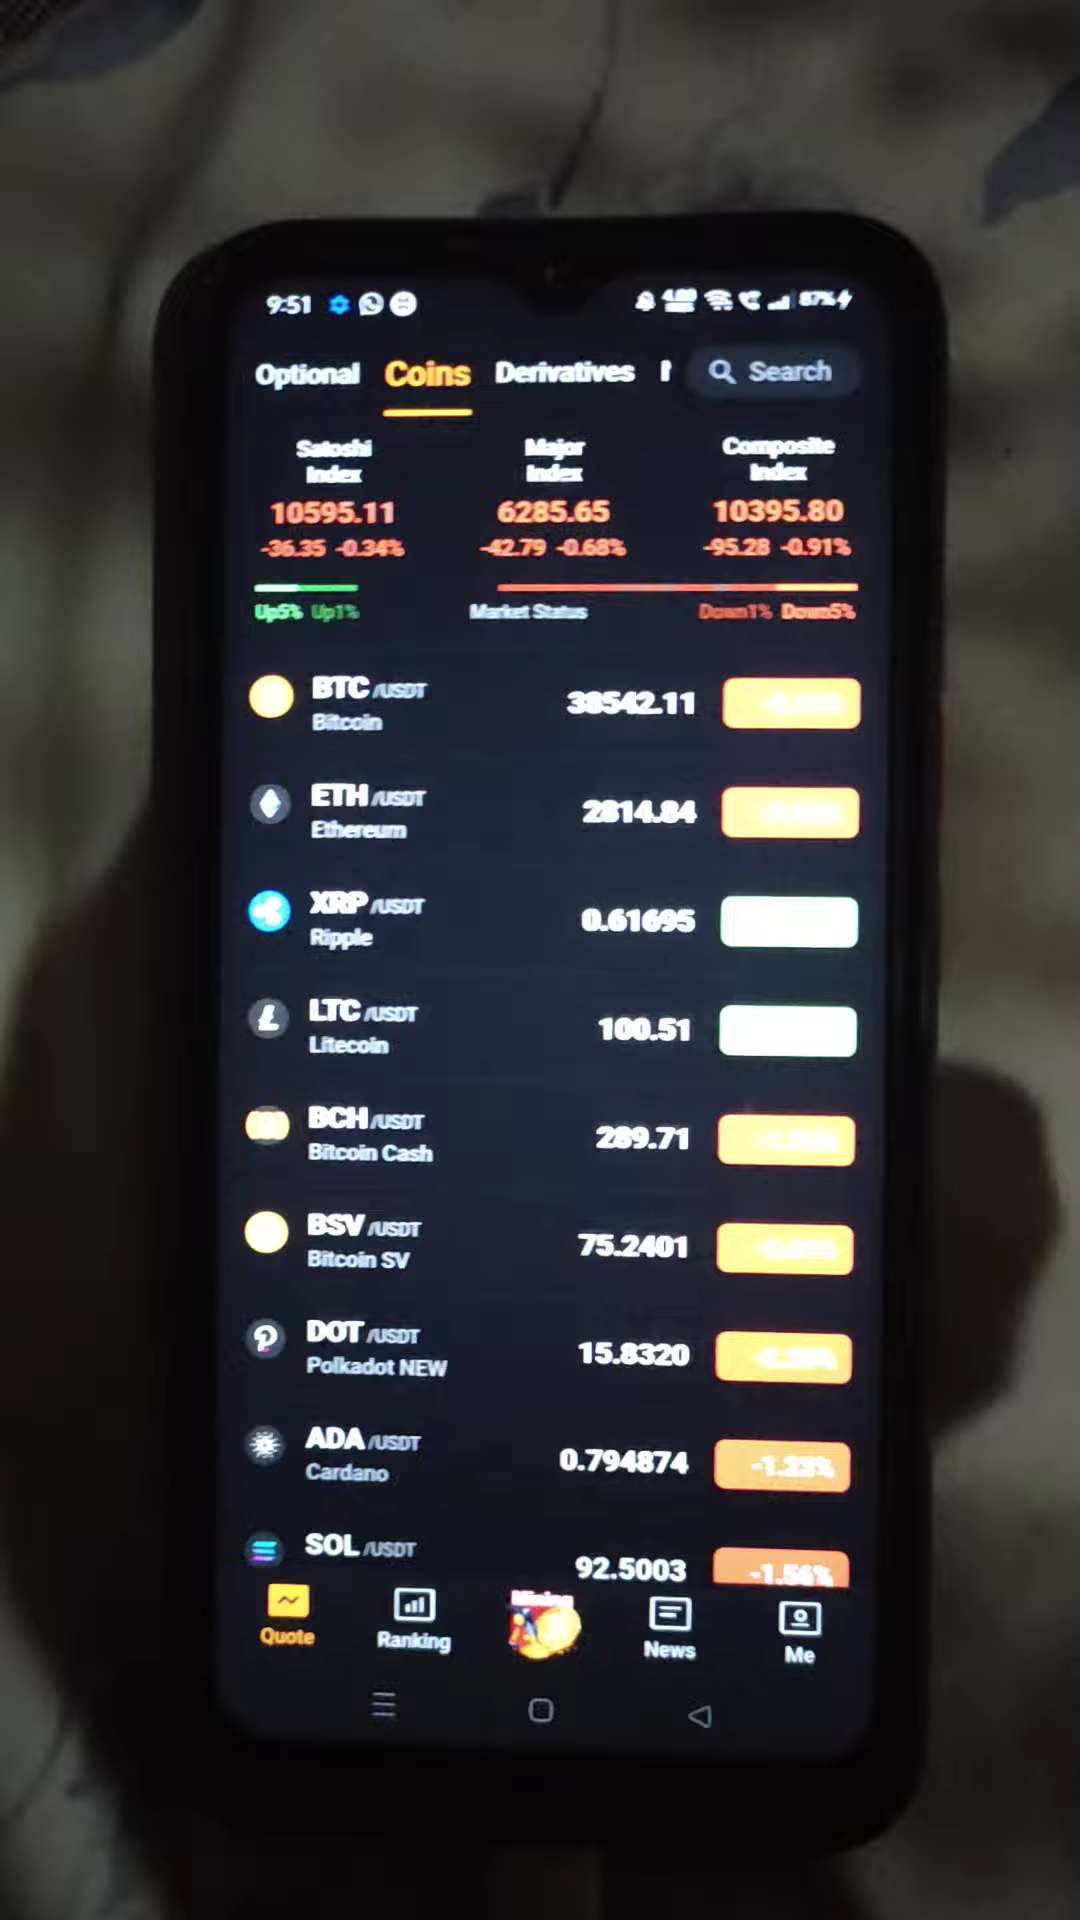 9:51 87%
Optional Coins Derivatives Search
Satoshi Index Major Index Composite Index
10595.11 6285.65 10395.80
-36.35 -0.34% -42.79 -0.68% -95.28 -0.91%
Up5% Up1% Market Status Down1% Down5%
BTC /USDT 38542.11
Bitcoin
ETH /USDT 2814.84
Ethereum
XRP /USDT 0.61695
Ripple
LTC /USDT 100.51
Litecoin
BCH /USDT 289.71
Bitcoin Cash
BSV /USDT 75.2401
Bitcoin SV
DOT /USDT 15.8320
Polkadot NEW
ADA /USDT 0.794874 -1.23%
Cardano
SOL /USDT 92.5003 -1.56%
Mining
Quote Ranking News Me